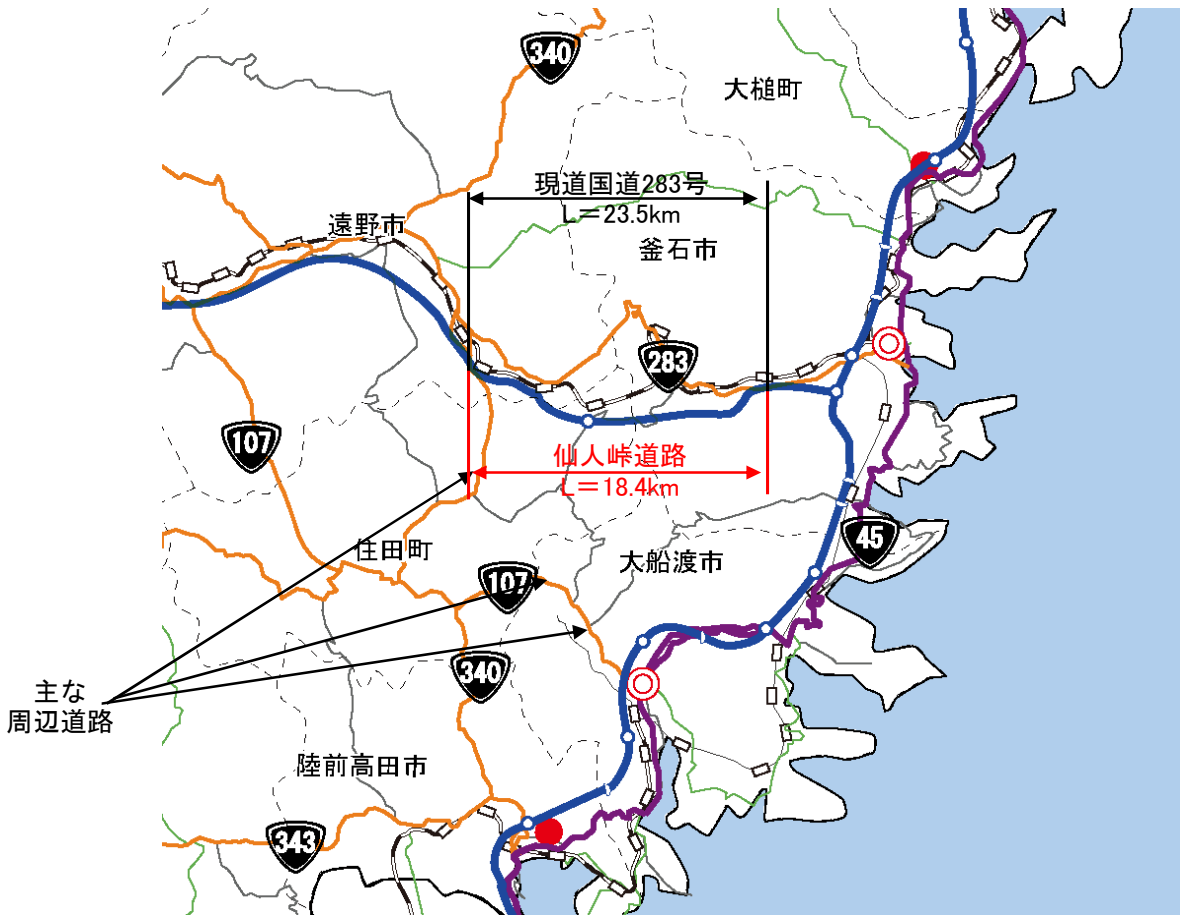 340
大槌町
現道国道283号
L=23.5km
遠野市
釜石市
283
107
仙人峠道路
L=18.4km
45
住田町
大船渡市
107
340
主な
周辺道路
陸前高田市
343